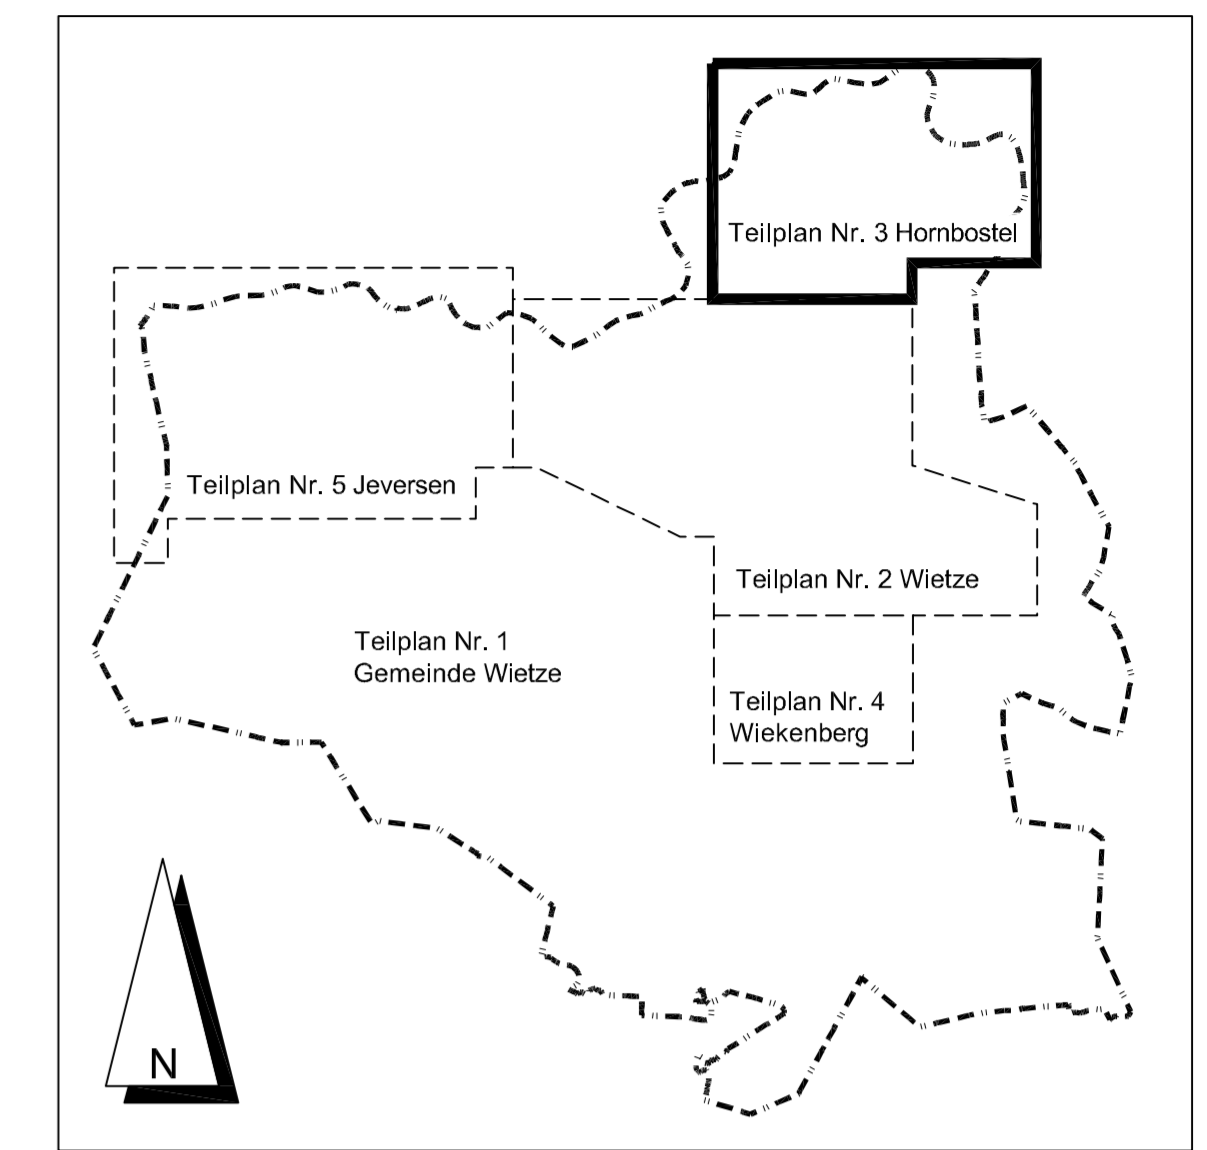 Teilplan Nr. 3 Hornbostel
Teilplan Nr. 5 Jeversen
Teilplan Nr. 2 Wietze
Teilplan Nr. 1
Gemeinde Wietze
Teilplan Nr. 4
Wiekenberg
N